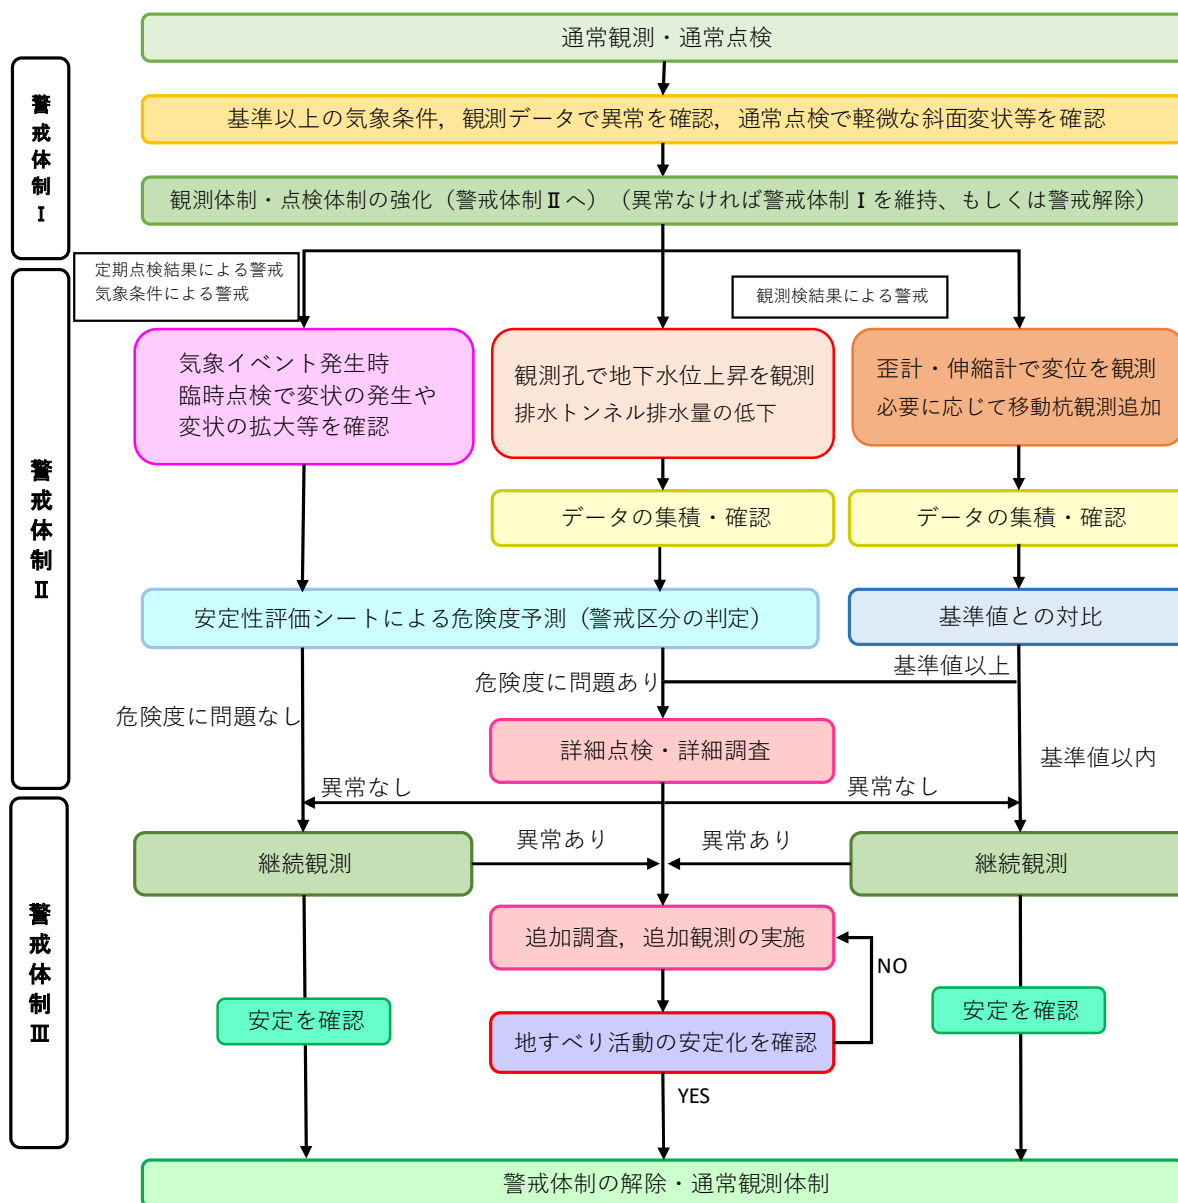 通常観測・通常点検
警戒体制Ⅰ
基準以上の気象条件，観測データで異常を確認，通常点検で軽微な斜面変状等を確認
観測体制・点検体制の強化（警戒体制Ⅱへ）（異常なければ警戒体制Ⅰを維持、もしくは警戒解除）
定期点検結果による警戒
気象条件による警戒
観測検結果による警戒
警戒体制Ⅱ
気象イベント発生時
臨時点検で変状の発生や
変状の拡大等を確認
観測孔で地下水位上昇を観測
排水トンネル排水量の低下
歪計・伸縮計で変位を観測
必要に応じて移動杭観測追加
データの集積・確認
データの集積・確認
安定性評価シートによる危険度予測（警戒区分の判定）
基準値との対比
危険度に問題あり
基準値以上
危険度に問題なし
詳細点検・詳細調査
基準値以内
異常なし
異常なし
警戒体制Ⅲ
継続観測
異常あり
異常あり
継続観測
追加調査，追加観測の実施
NO
安定を確認
地すべり活動の安定化を確認
安定を確認
YES
警戒体制の解除・通常観測体制